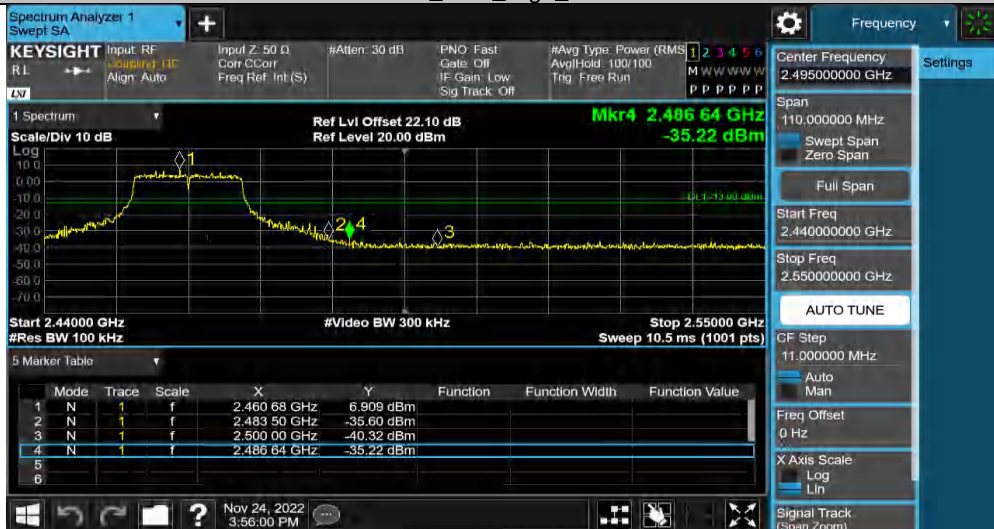 Spectrum Analyzer 1
Swept SA
+
Frequency
KEYSIGHT
RL
LXI
Input: RF
Coupling: DC
Align: Auto
Input Z: 50 Ω
Corr CCorr
Freq Ref: Int (S)
#Atten: 30 dB
PNO: Fast
Gate: Off
IF Gain: Low
Sig Track: Off
#Avg Type: Power (RMS
Avg|Hold: 100/100
Trig: Free Run
1 2 3 4 5 6
M W W W W W
P P P P P P
Center Frequency
2.495000000 GHz
Settings
1 Spectrum
Scale/Div 10 dB
Ref Lvl Offset 22.10 dB
Ref Level 20.00 dBm
Mkr4 2.486 64 GHz
-35.22 dBm
Span
110.000000 MHz
Swept Span
Zero Span
Full Span
Log
10.0
0.00
-10.0
-20.0
-30.0
-40.0
-50.0
-60.0
-70.0
1
2
4
3
DL1 -13.00 dBm
Start Freq
2.440000000 GHz
Stop Freq
2.550000000 GHz
AUTO TUNE
Start 2.44000 GHz
#Res BW 100 kHz
#Video BW 300 kHz
Stop 2.55000 GHz
Sweep 10.5 ms (1001 pts)
CF Step
11.000000 MHz
Auto
Man
5 Marker Table
Mode Trace Scale X Y Function Function Width Function Value
1 N 1 f 2.460 68 GHz 6.909 dBm
2 N 1 f 2.483 50 GHz -35.60 dBm
3 N 1 f 2.500 00 GHz -40.32 dBm
4 N 1 f 2.486 64 GHz -35.22 dBm
5
6
Freq Offset
0 Hz
X Axis Scale
Log
Lin
Signal Track
(Span Zoom)
?
Nov 24, 2022
3:56:00 PM